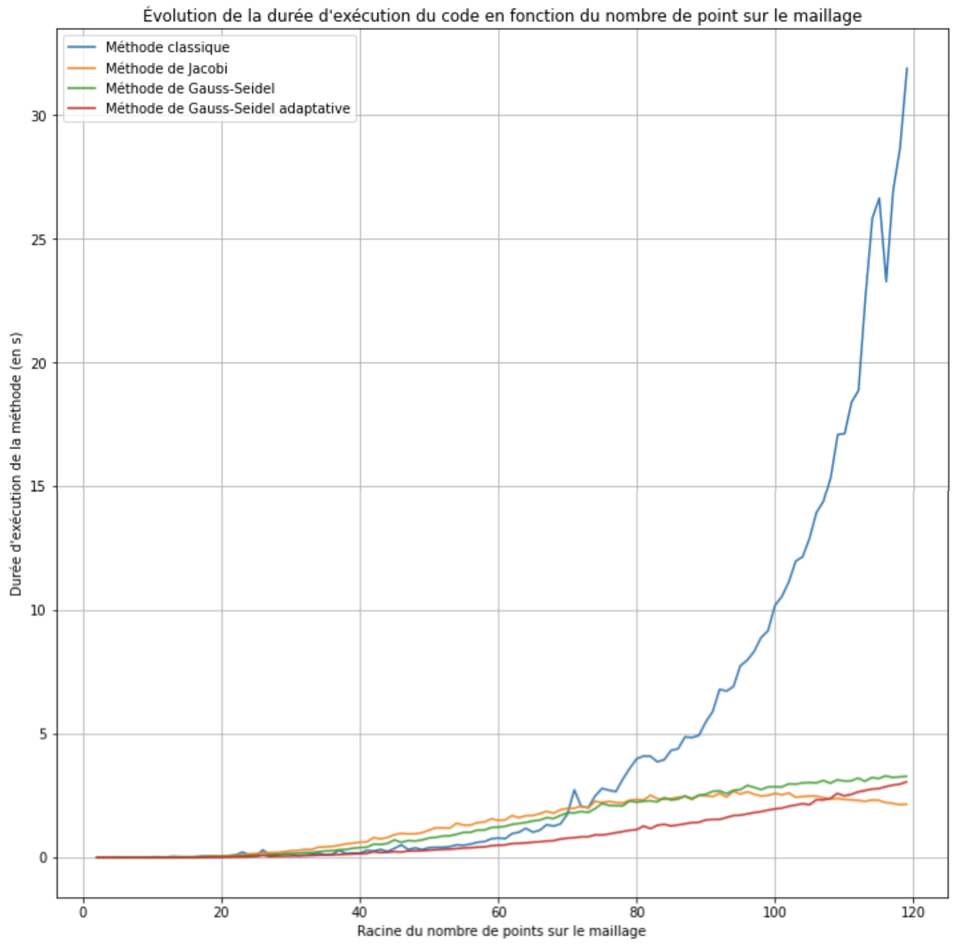 Évolution de la durée d'exécution du code en fonction du nombre de point sur le maillage
Méthode classique
Méthode de Jacobi
Méthode de Gauss-Seidel
Méthode de Gauss-Seidel adaptative
Durée d'exécution de la méthode (en s)
30
25
20
15
10
5
0
0 20 40 60 80 100 120
Racine du nombre de points sur le maillage